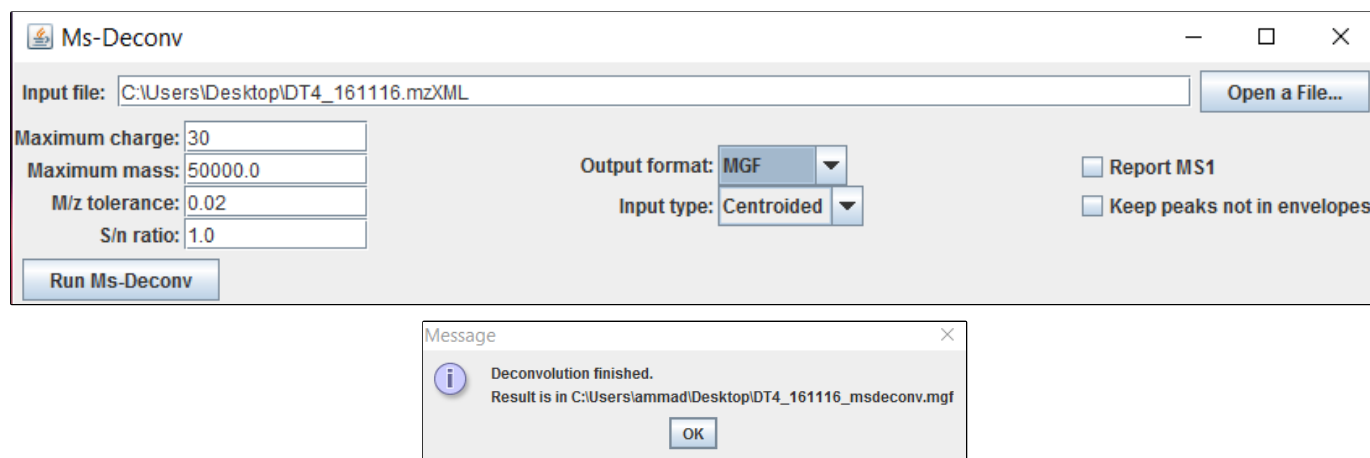 Ms-Deconv
Input file: C:\Users\Desktop\DT4_161116.mzXML Open a File...
Maximum charge: 30
Maximum mass: 50000.0 Output format: MGF Report MS1
M/z tolerance: 0.02 Input type: Centroided Keep peaks not in envelopes
S/n ratio: 1.0
Run Ms-Deconv
Message
Deconvolution finished.
Result is in C:\Users\ammad\Desktop\DT4_161116_msdeconv.mgf
OK